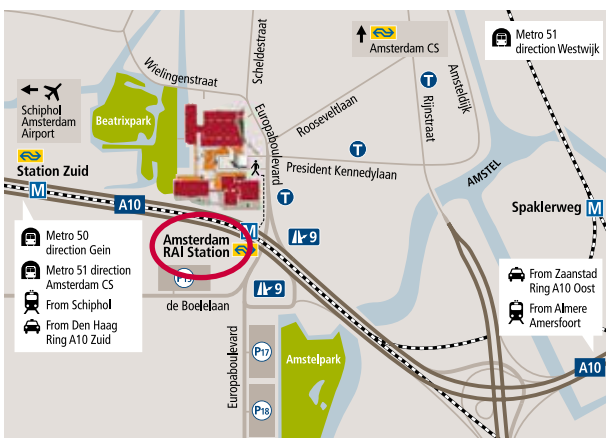 Metro 51
direction Westwijk
Amsterdam CS
Scheldestraat
Wielingenstraat
Schiphol
Amsterdam
Airport
Beatrixpark
Europaboulevard
Rooseveltlaan
T
Rijnstraat
Amsteldijk
T
T
President Kennedylaan
AMSTEL
Station Zuid
M
A10
T
Spaklerweg M
Metro 50
direction Gein
Metro 51 direction
Amsterdam CS
From Schiphol
From Den Haag
Ring A10 Zuid
M
Amsterdam
RAI Station
9
P15
9
de Boelelaan
From Zaanstad
Ring A10 Oost
From Almere
Amersfoort
A10
Europaboulevard
P17
Amstelpark
P18